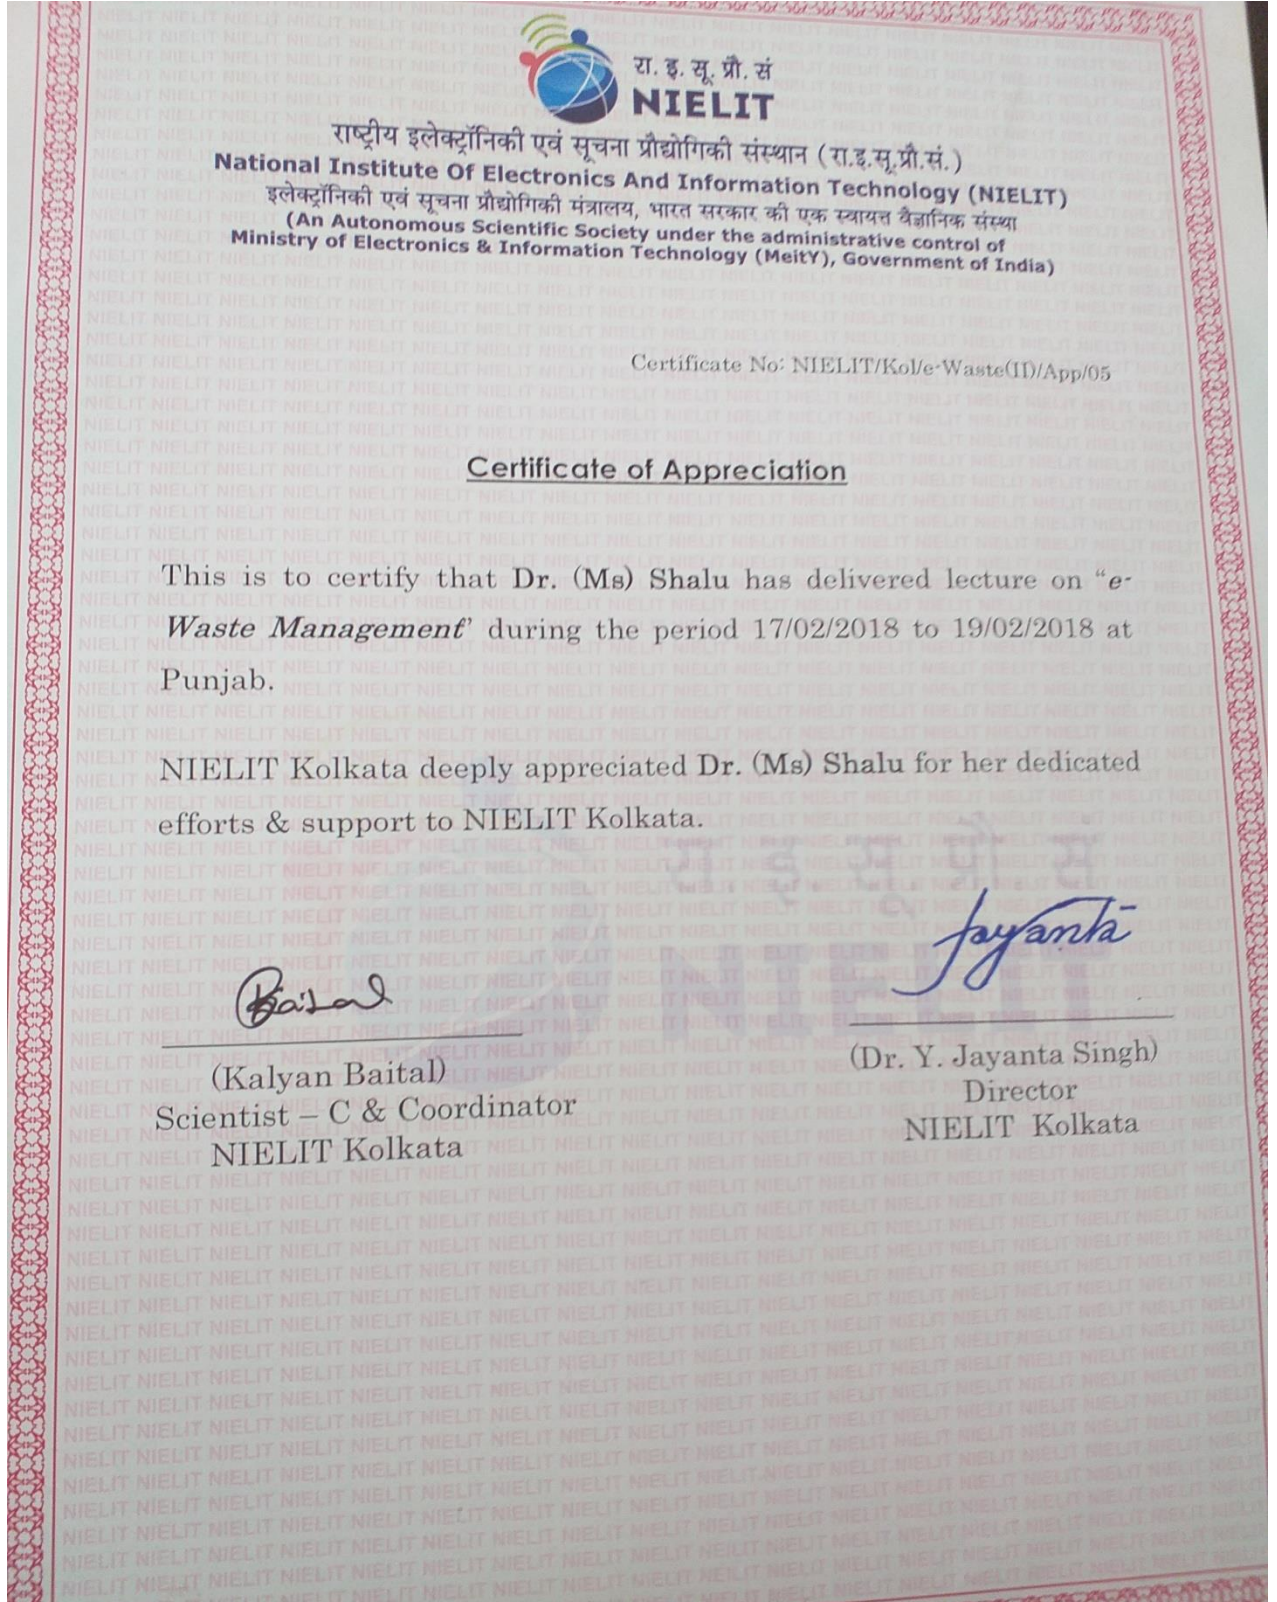 रा. इ. सू. प्रौ. सं
NIELIT
राष्ट्रीय इलेक्ट्रॉनिकी एवं सूचना प्रौद्योगिकी संस्थान (रा.इ.सू.प्रौ.सं.)
National Institute Of Electronics And Information Technology (NIELIT)
इलेक्ट्रॉनिकी एवं सूचना प्रौद्योगिकी मंत्रालय, भारत सरकार की एक स्वायत्त वैज्ञानिक संस्था
(An Autonomous Scientific Society under the administrative control of
Ministry of Electronics & Information Technology (MeitY), Government of India)
Certificate No: NIELIT/Kol/e-Waste(II)/App/05
Certificate of Appreciation
This is to certify that Dr. (Ms) Shalu has delivered lecture on “e-
Waste Management’ during the period 17/02/2018 to 19/02/2018 at
Punjab.
NIELIT Kolkata deeply appreciated Dr. (Ms) Shalu for her dedicated
efforts & support to NIELIT Kolkata.
रा. इ. सू. प्रौ. सं
NIELIT
Baital
Jayanta
(Kalyan Baital)
Scientist – C & Coordinator
NIELIT Kolkata
(Dr. Y. Jayanta Singh)
Director
NIELIT Kolkata